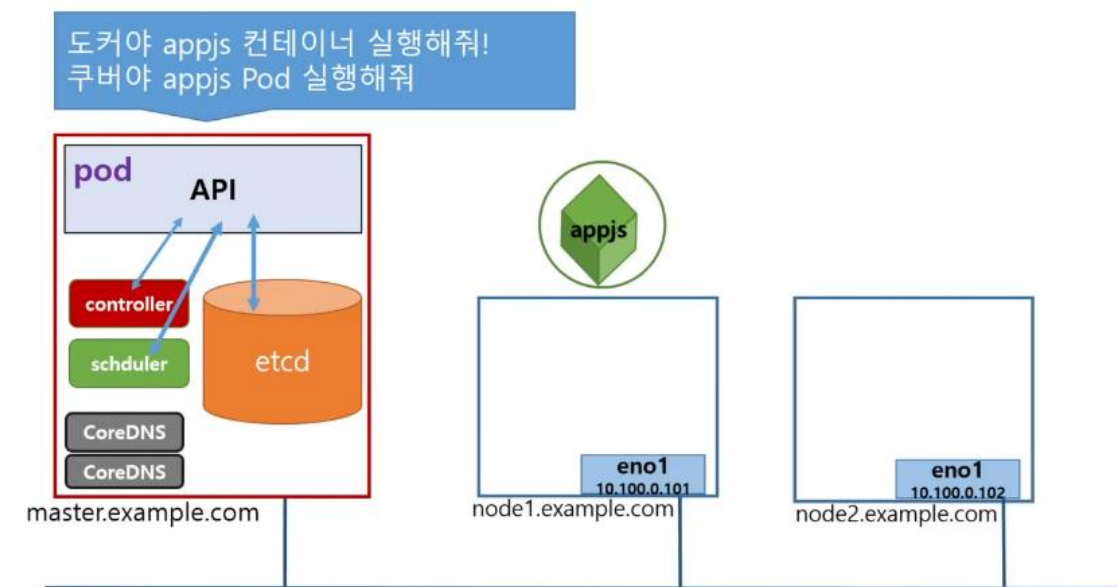 도커야 appjs 컨테이너 실행해줘!
쿠버야 appjs Pod 실행해줘
pod
API
controller
schduler
etcd
CoreDNS
CoreDNS
master.example.com
appjs
eno1
10.100.0.101
node1.example.com
eno1
10.100.0.102
node2.example.com